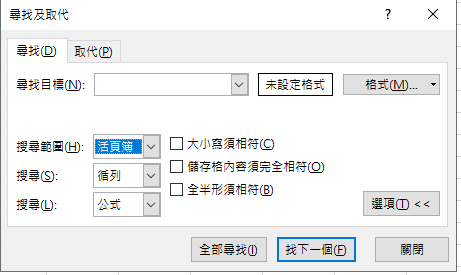 尋找及取代
?
尋找(D)
取代(P)
尋找目標(N):
未設定格式
格式(M)...
搜尋範圍(H):
活頁簿
大小寫須相符(C)
儲存格內容須完全相符(O)
搜尋(S):
循列
全半形須相符(B)
搜尋(L):
公式
選項(T) <<
全部尋找(I)
找下一個(F)
關閉